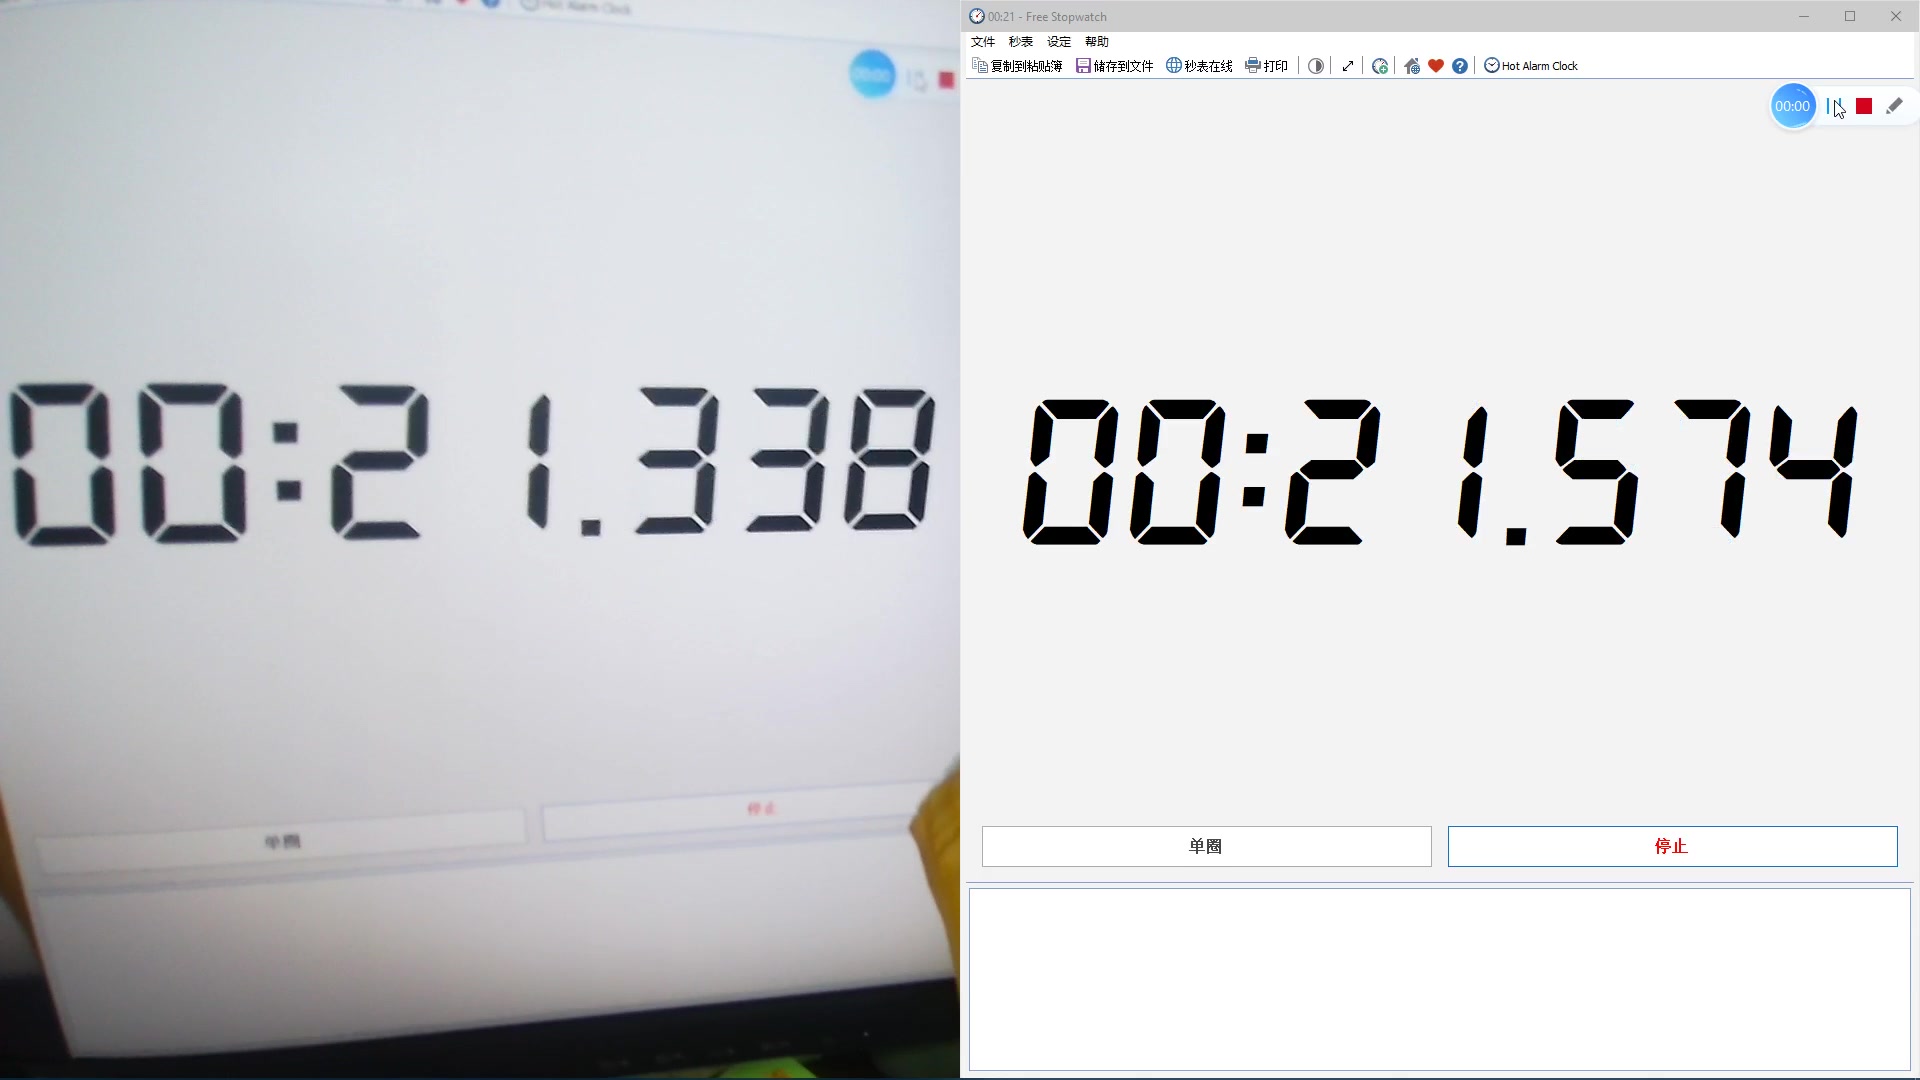 Hot Alarm Clock
00:00
00:21.338
单圈
停止
00:21 - Free Stopwatch
文件 秒表 设定 帮助
复制到粘贴簿 储存到文件 秒表在线 打印 Hot Alarm Clock
00:00
00:21.574
单圈 停止